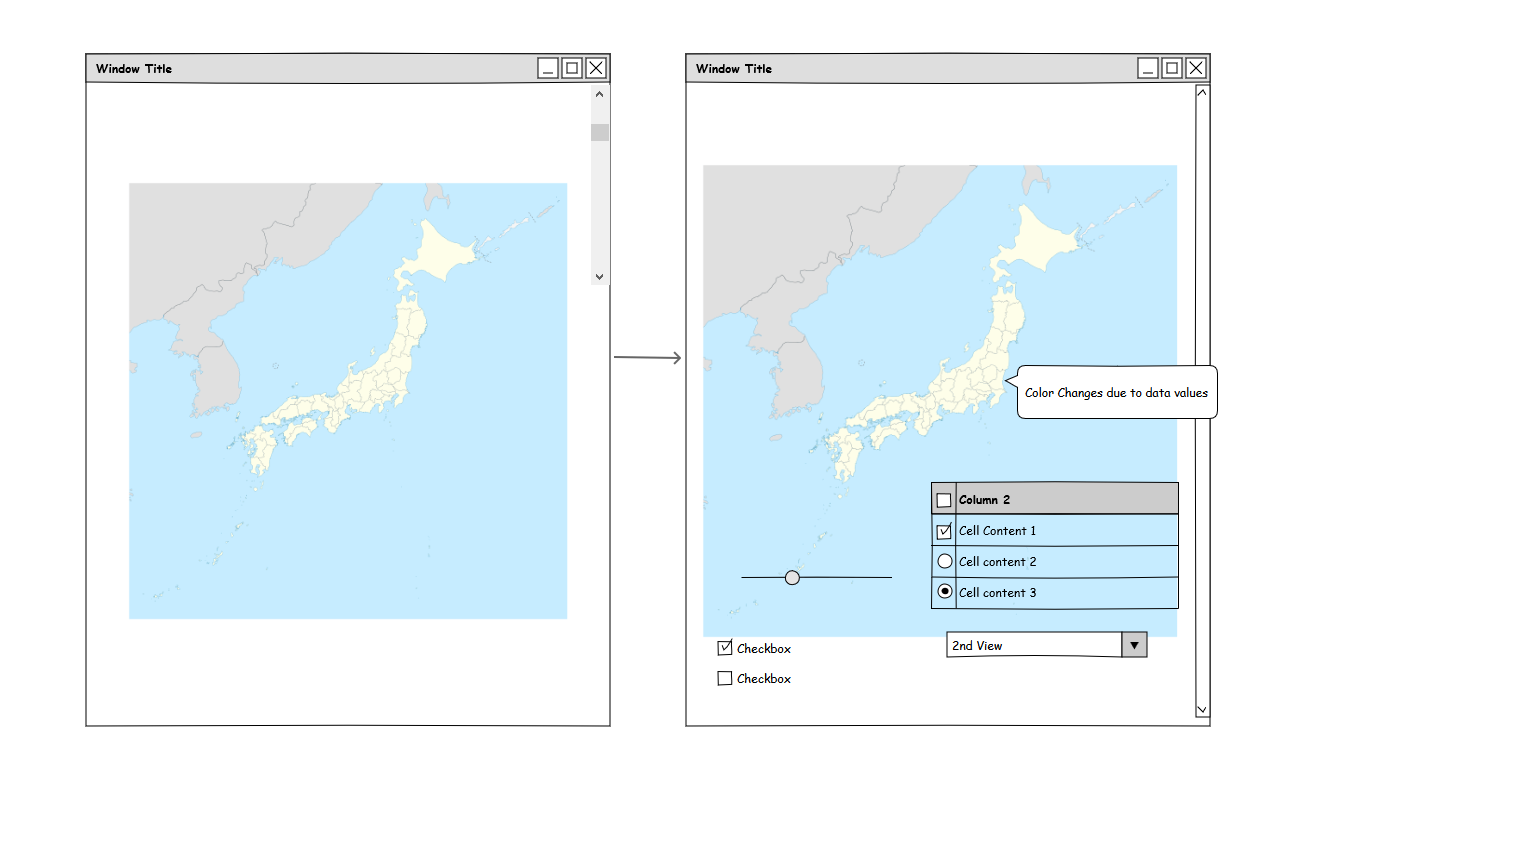 Window Title
Window Title
Color Changes due to data values
Column 2
Cell Content 1
Cell content 2
Cell content 3
Checkbox
2nd View
Checkbox